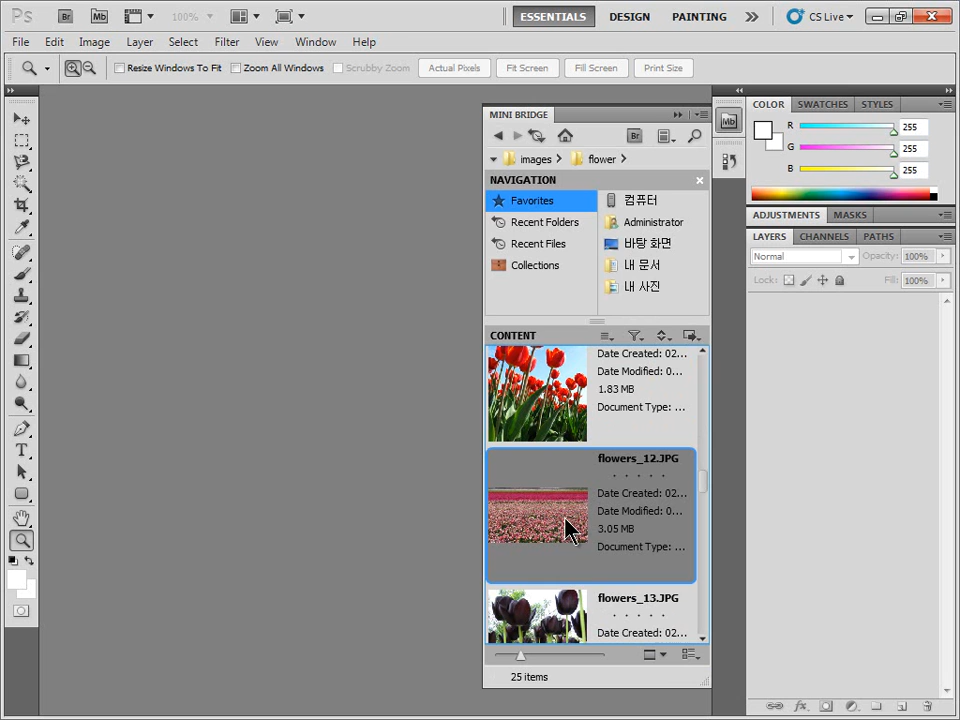 Ps Br Mb 100% ESSENTIALS DESIGN PAINTING CS Live
File Edit Image Layer Select Filter View Window Help
Resize Windows To Fit Zoom All Windows Scrubby Zoom Actual Pixels Fit Screen Fill Screen Print Size
MINI BRIDGE
Br
images flower
NAVIGATION
Favorites
Recent Folders
Recent Files
Collections
컴퓨터
Administrator
바탕 화면
내 문서
내 사진
CONTENT
Date Created: 02...
Date Modified: 0...
1.83 MB
Document Type: ...
flowers_12.JPG
Date Created: 02...
Date Modified: 0...
3.05 MB
Document Type: ...
flowers_13.JPG
Date Created: 02...
25 items
Mb
COLOR SWATCHES STYLES
R 255
G 255
B 255
ADJUSTMENTS MASKS
LAYERS CHANNELS PATHS
Normal Opacity: 100%
Lock: Fill: 100%
T
fx